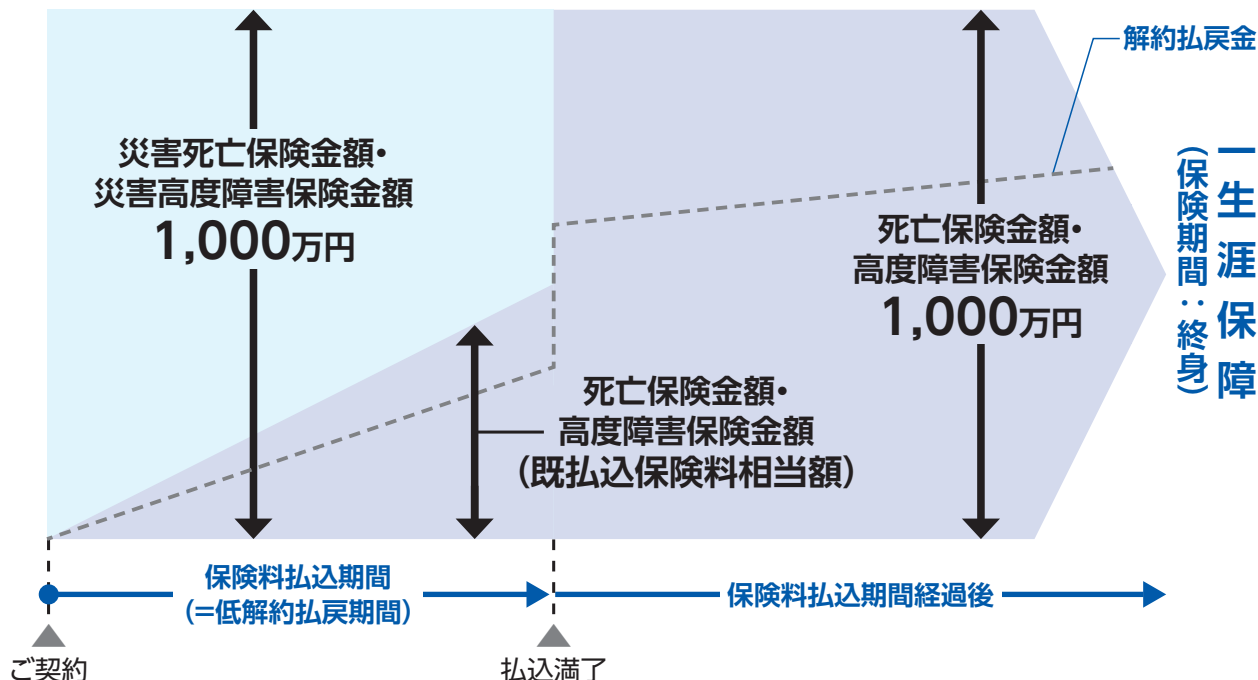 解約払戻金
災害死亡保険金額・
災害高度障害保険金額
1,000万円
死亡保険金額・
高度障害保険金額
1,000万円
一生涯保障
(保険期間:終身)
死亡保険金額・
高度障害保険金額
(既払込保険料相当額)
保険料払込期間
(=低解約払戻期間)
保険料払込期間経過後
ご契約
払込満了